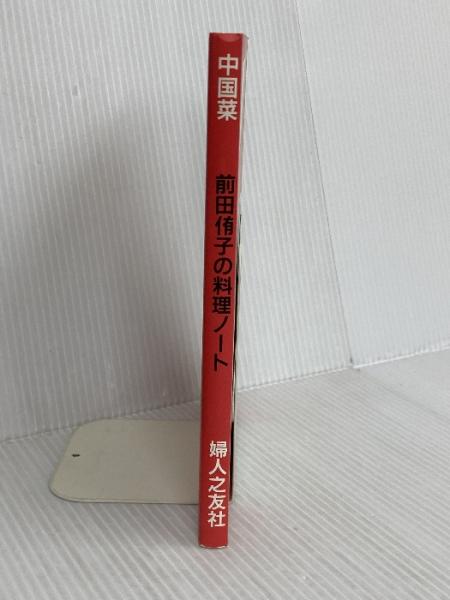 中国菜
前田侑子の料理ノート
婦人之友社